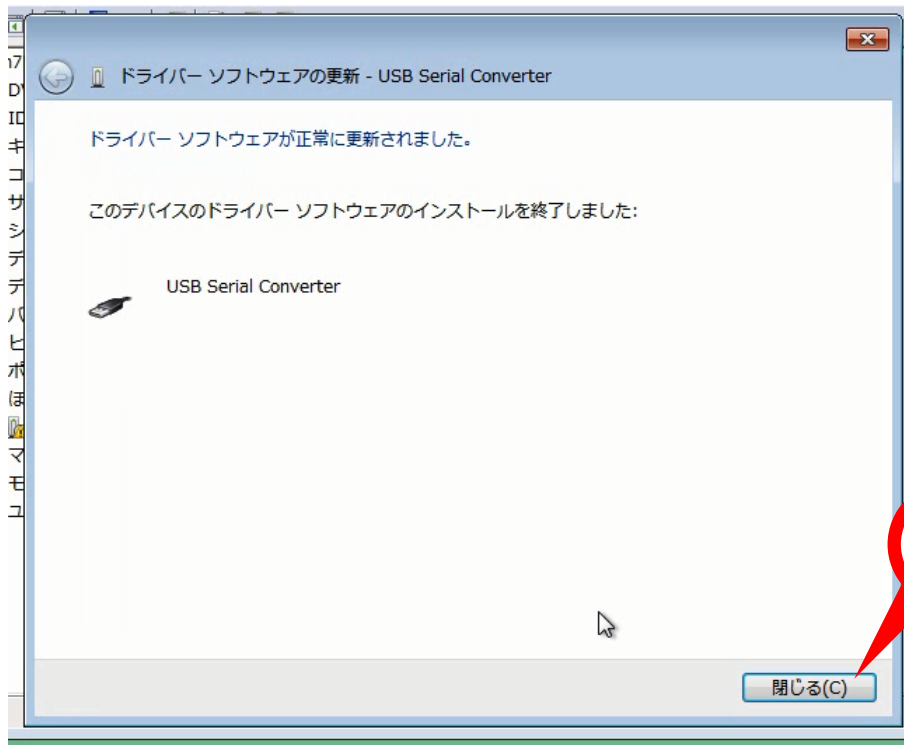 ドライバー ソフトウェアの更新 - USB Serial Converter
ドライバー ソフトウェアが正常に更新されました。
このデバイスのドライバー ソフトウェアのインストールを終了しました:
USB Serial Converter
閉じる(C)